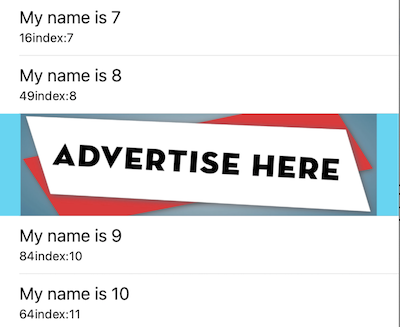 My name is 7
16index:7
My name is 8
49index:8
ADVERTISE HERE
My name is 9
84index:10
My name is 10
64index:11